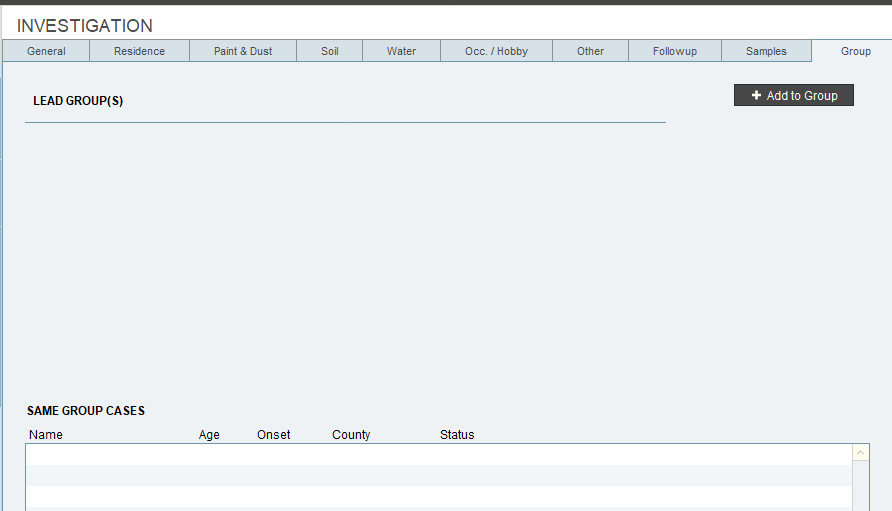 INVESTIGATION
General Residence Paint & Dust Soil Water Occ. / Hobby Other Followup Samples Group
LEAD GROUP(S)
Add to Group
SAME GROUP CASES
Name Age Onset County Status